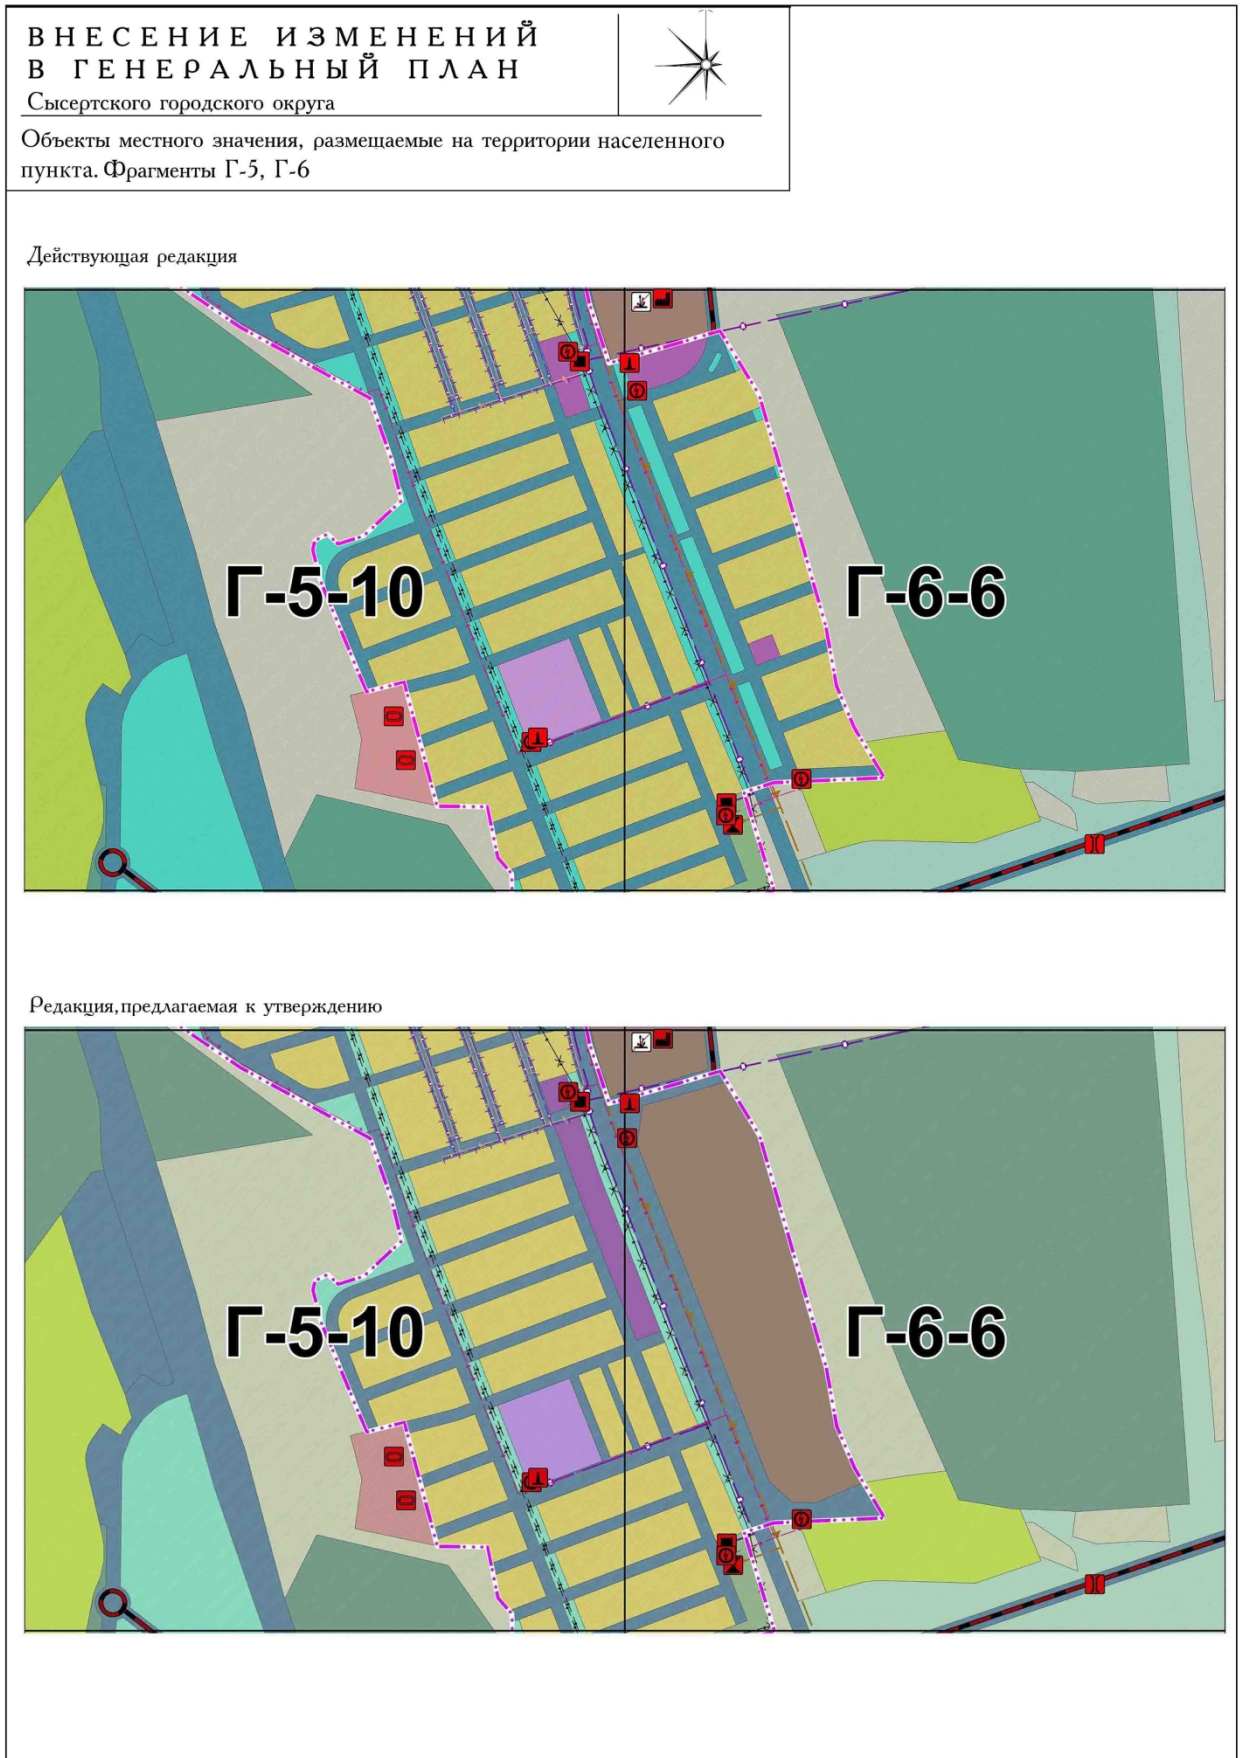 ВНЕСЕНИЕ ИЗМЕНЕНИЙ
В ГЕНЕРАЛЬНЫЙ ПЛАН
Сысертского городского округа
Объекты местного значения, размещаемые на территории населенного
пункта. Фрагменты Г-5, Г-6
Действующая редакция
Г-5-10 Г-6-6
Редакция, предлагаемая к утверждению
Г-5-10 Г-6-6